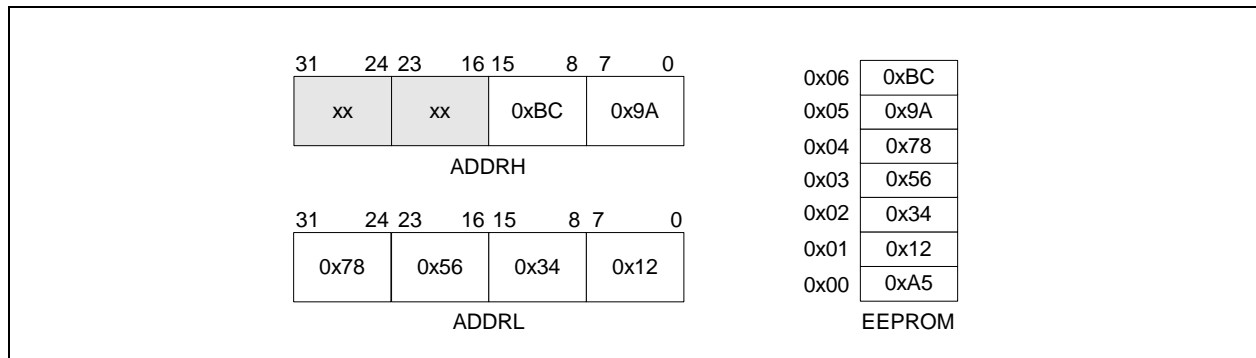 31 24 23 16 15 8 7 0
xx xx 0xBC 0x9A
ADDRH
31 24 23 16 15 8 7 0
0x78 0x56 0x34 0x12
ADDRL
0x06 0xBC
0x05 0x9A
0x04 0x78
0x03 0x56
0x02 0x34
0x01 0x12
0x00 0xA5
EEPROM